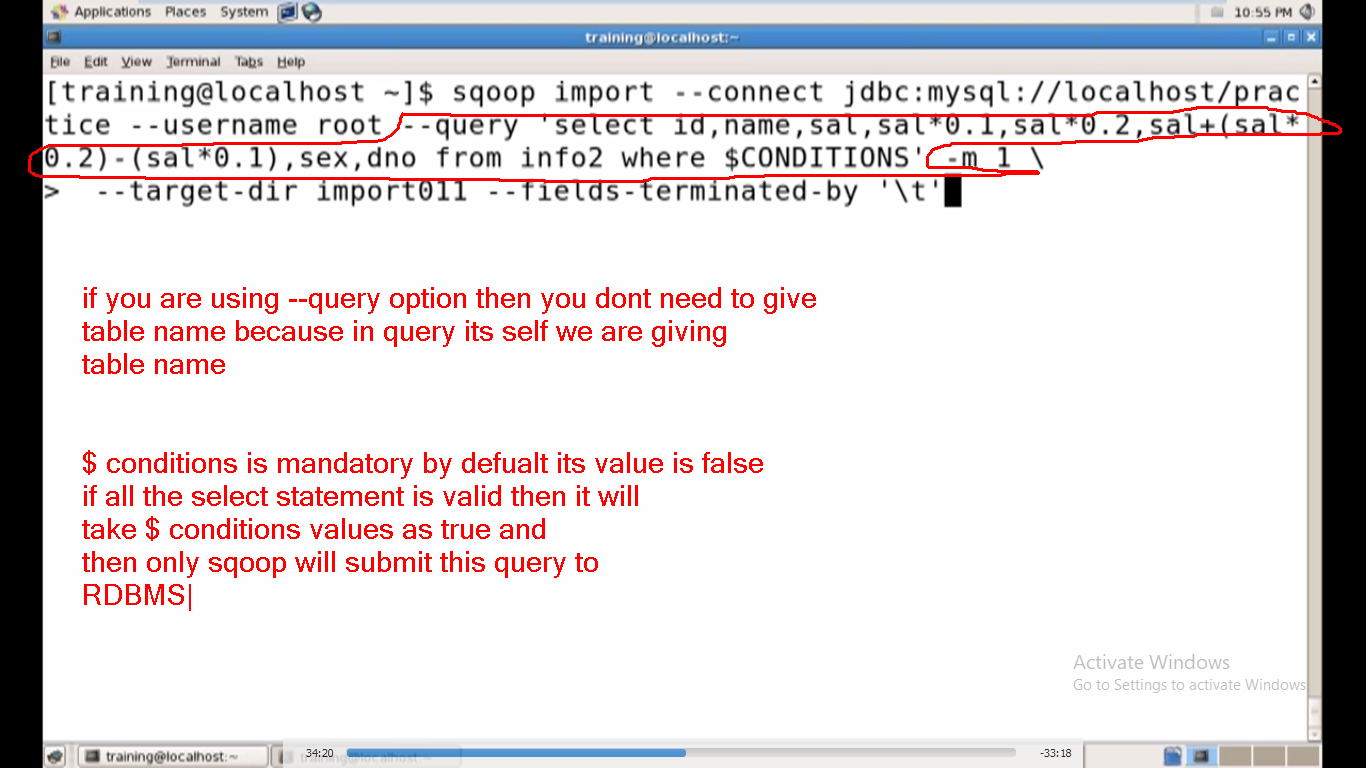 Applications Places System 10:55 PM
training@localhost:~
File Edit View Terminal Tabs Help
[training@localhost ~]$ sqoop import --connect jdbc:mysql://localhost/prac
tice --username root --query 'select id,name,sal,sal*0.1,sal*0.2,sal+(sal*
0.2)-(sal*0.1),sex,dno from info2 where $CONDITIONS' -m 1 \
> --target-dir import011 --fields-terminated-by '\t'
if you are using --query option then you dont need to give
table name because in query its self we are giving
table name
$ conditions is mandatory by defualt its value is false
if all the select statement is valid then it will
take $ conditions values as true and
then only sqoop will submit this query to
RDBMS|
Activate Windows
Go to Settings to activate Windows
training@localhost:~ training@localhost:~
34:20 -33:18